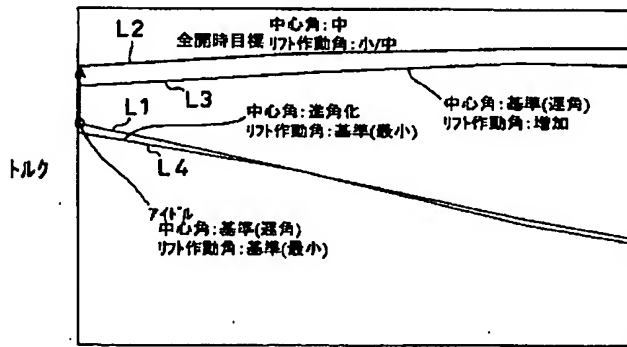 中心角:中
全開時目標 リフト作動角:小/中
L2
L3
中心角:基準(遅角)
リフト作動角:増加
L1
中心角:進角化
リフト作動角:基準(最小)
L4
トルク
アイドル
中心角:基準(遅角)
リフト作動角:基準(最小)